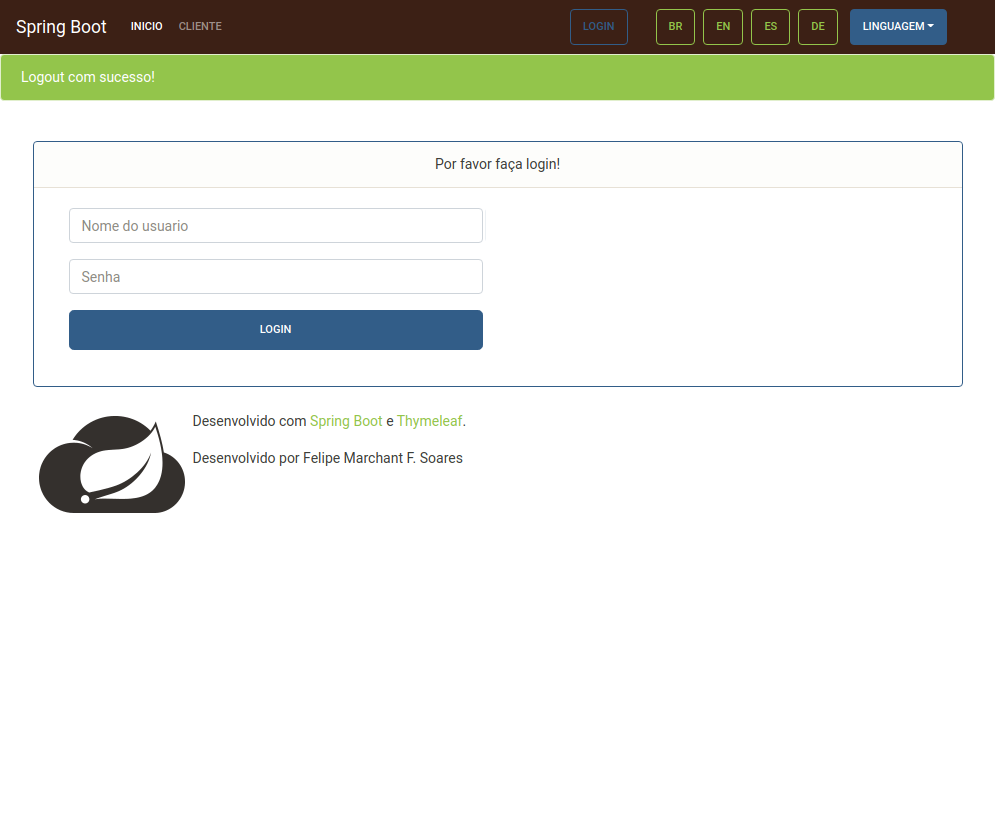 Spring Boot INICIO CLIENTE LOGIN BR EN ES DE LINGUAGEM
Logout com sucesso!
Por favor faça login!
Nome do usuario
Senha
LOGIN
Desenvolvido com Spring Boot e Thymeleaf.
Desenvolvido por Felipe Marchant F. Soares